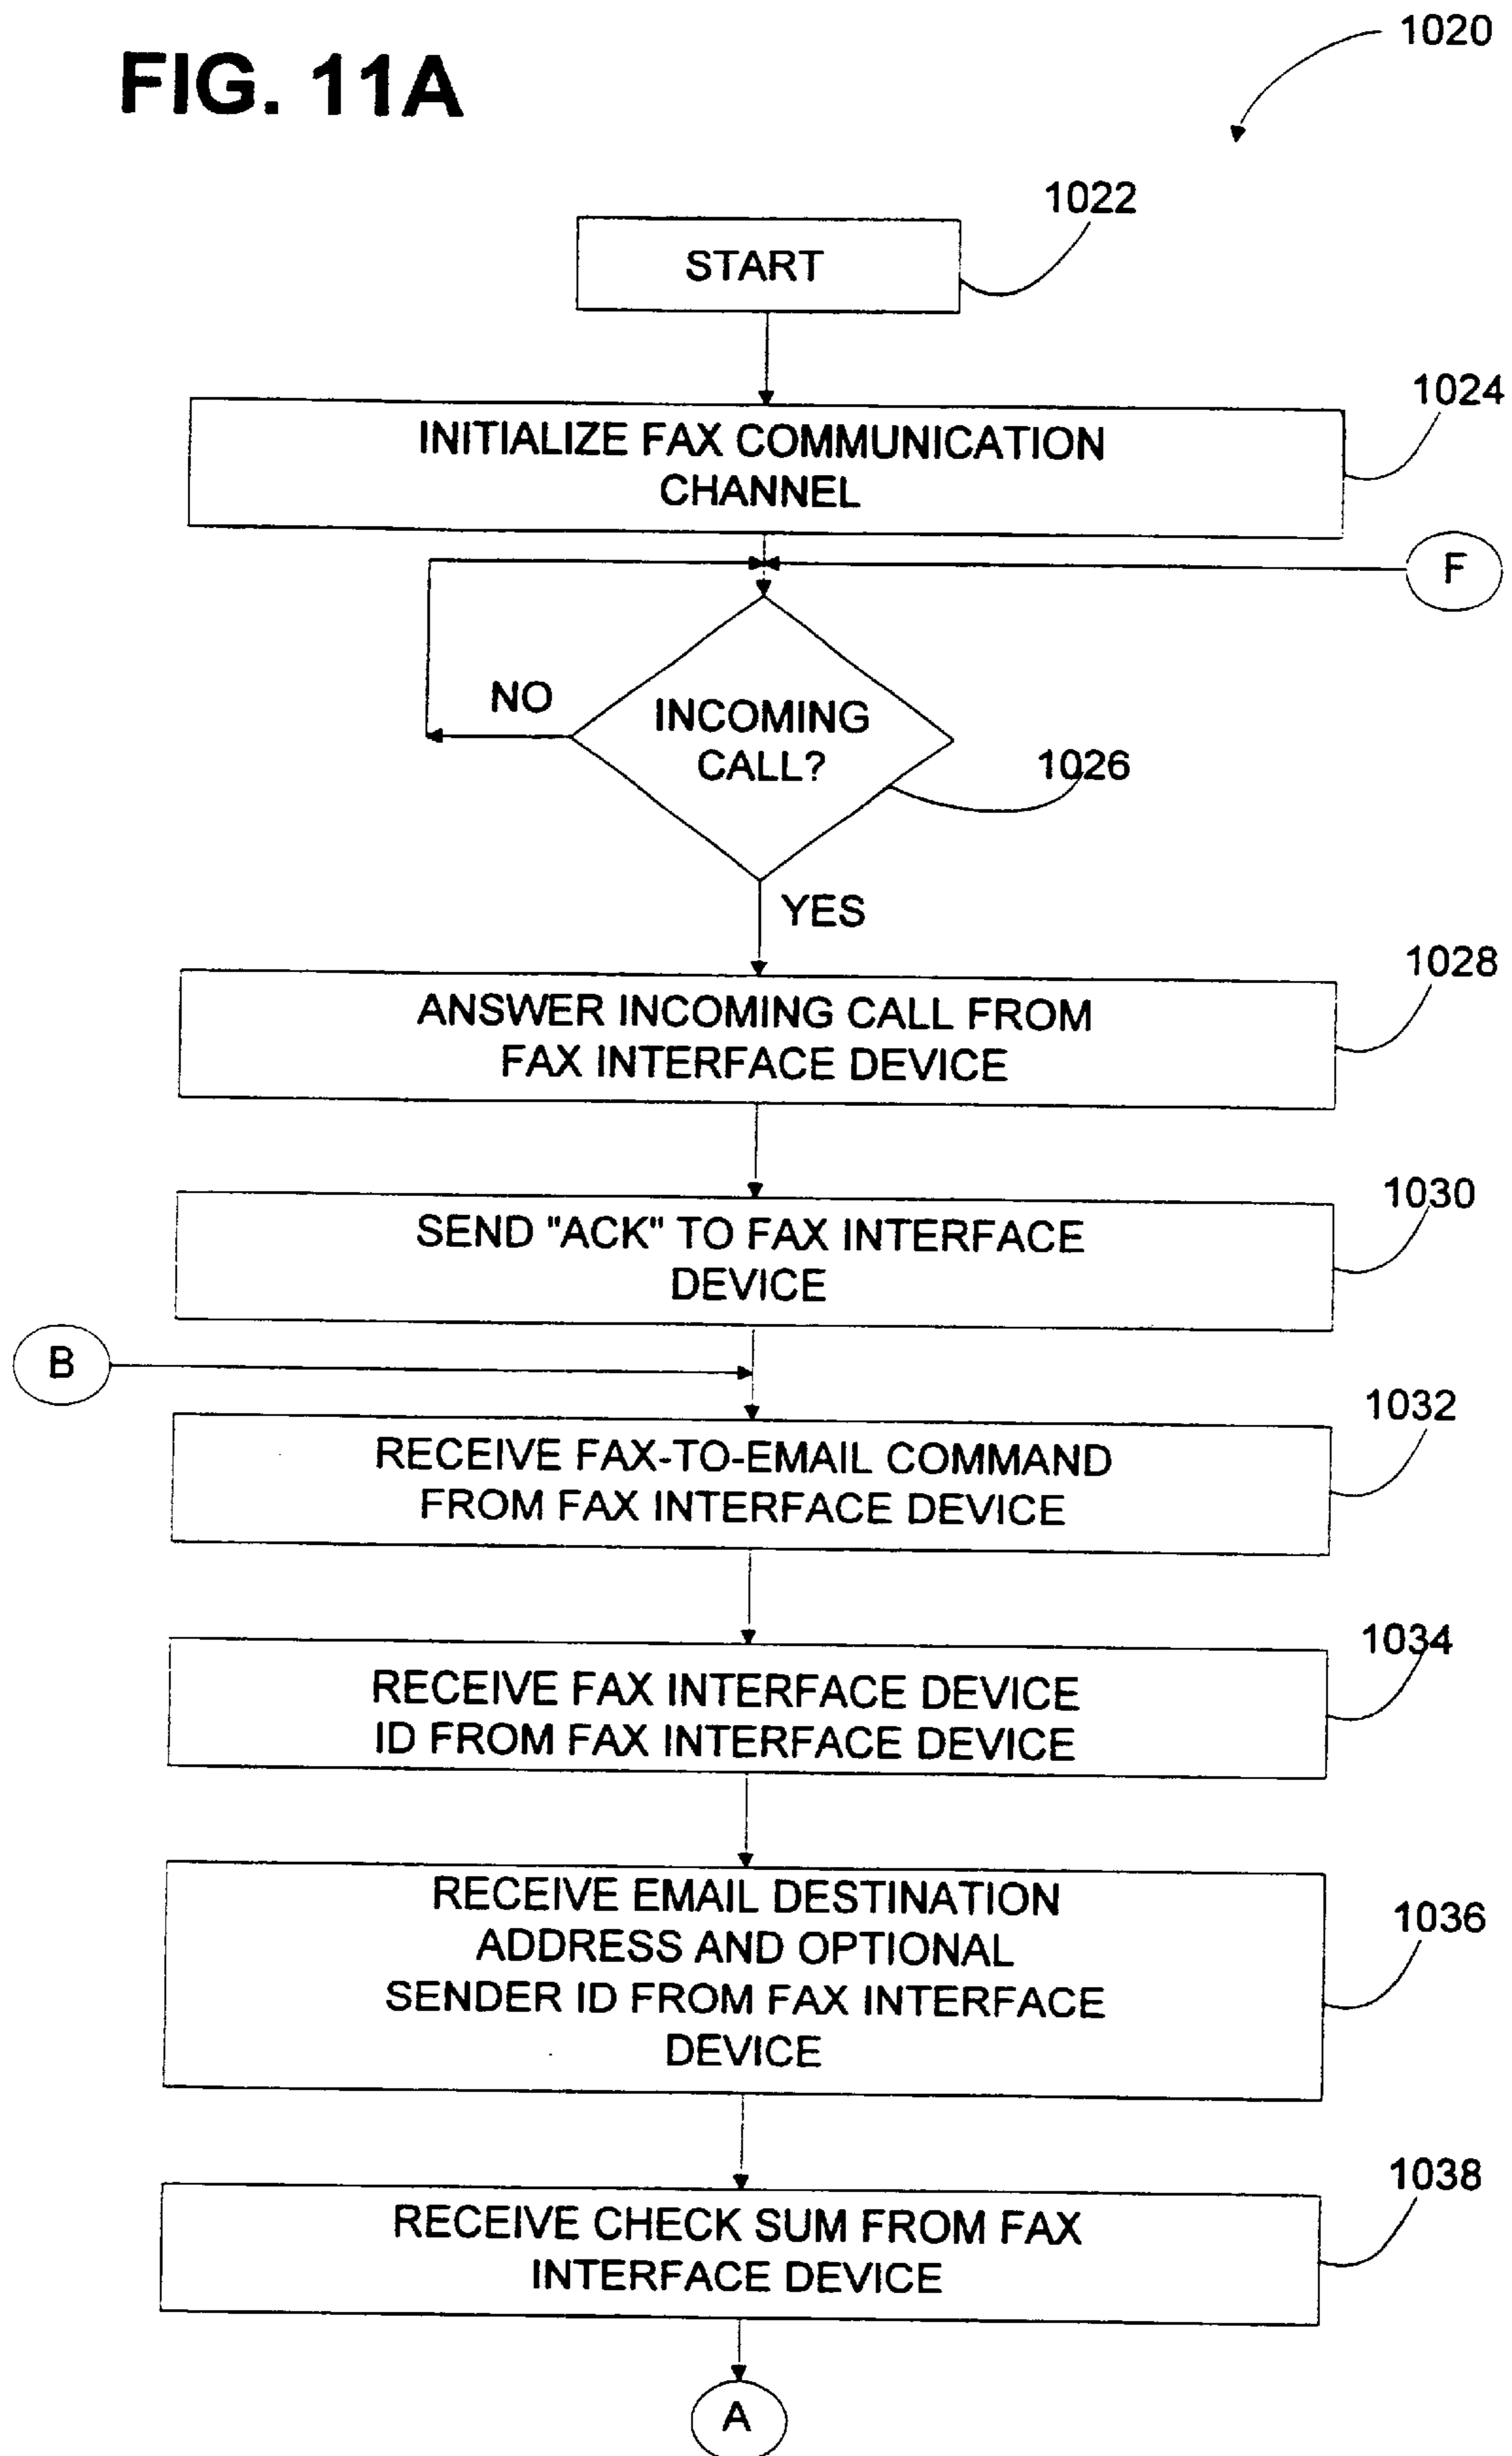 FIG. 11A
1020
1022
START
1024
INITIALIZE FAX COMMUNICATION
CHANNEL
F
NO
INCOMING
CALL?
1026
YES
1028
ANSWER INCOMING CALL FROM
FAX INTERFACE DEVICE
1030
SEND "ACK" TO FAX INTERFACE
DEVICE
B
1032
RECEIVE FAX-TO-EMAIL COMMAND
FROM FAX INTERFACE DEVICE
1034
RECEIVE FAX INTERFACE DEVICE
ID FROM FAX INTERFACE DEVICE
RECEIVE EMAIL DESTINATION
1036
ADDRESS AND OPTIONAL
SENDER ID FROM FAX INTERFACE
DEVICE
1038
RECEIVE CHECK SUM FROM FAX
INTERFACE DEVICE
A